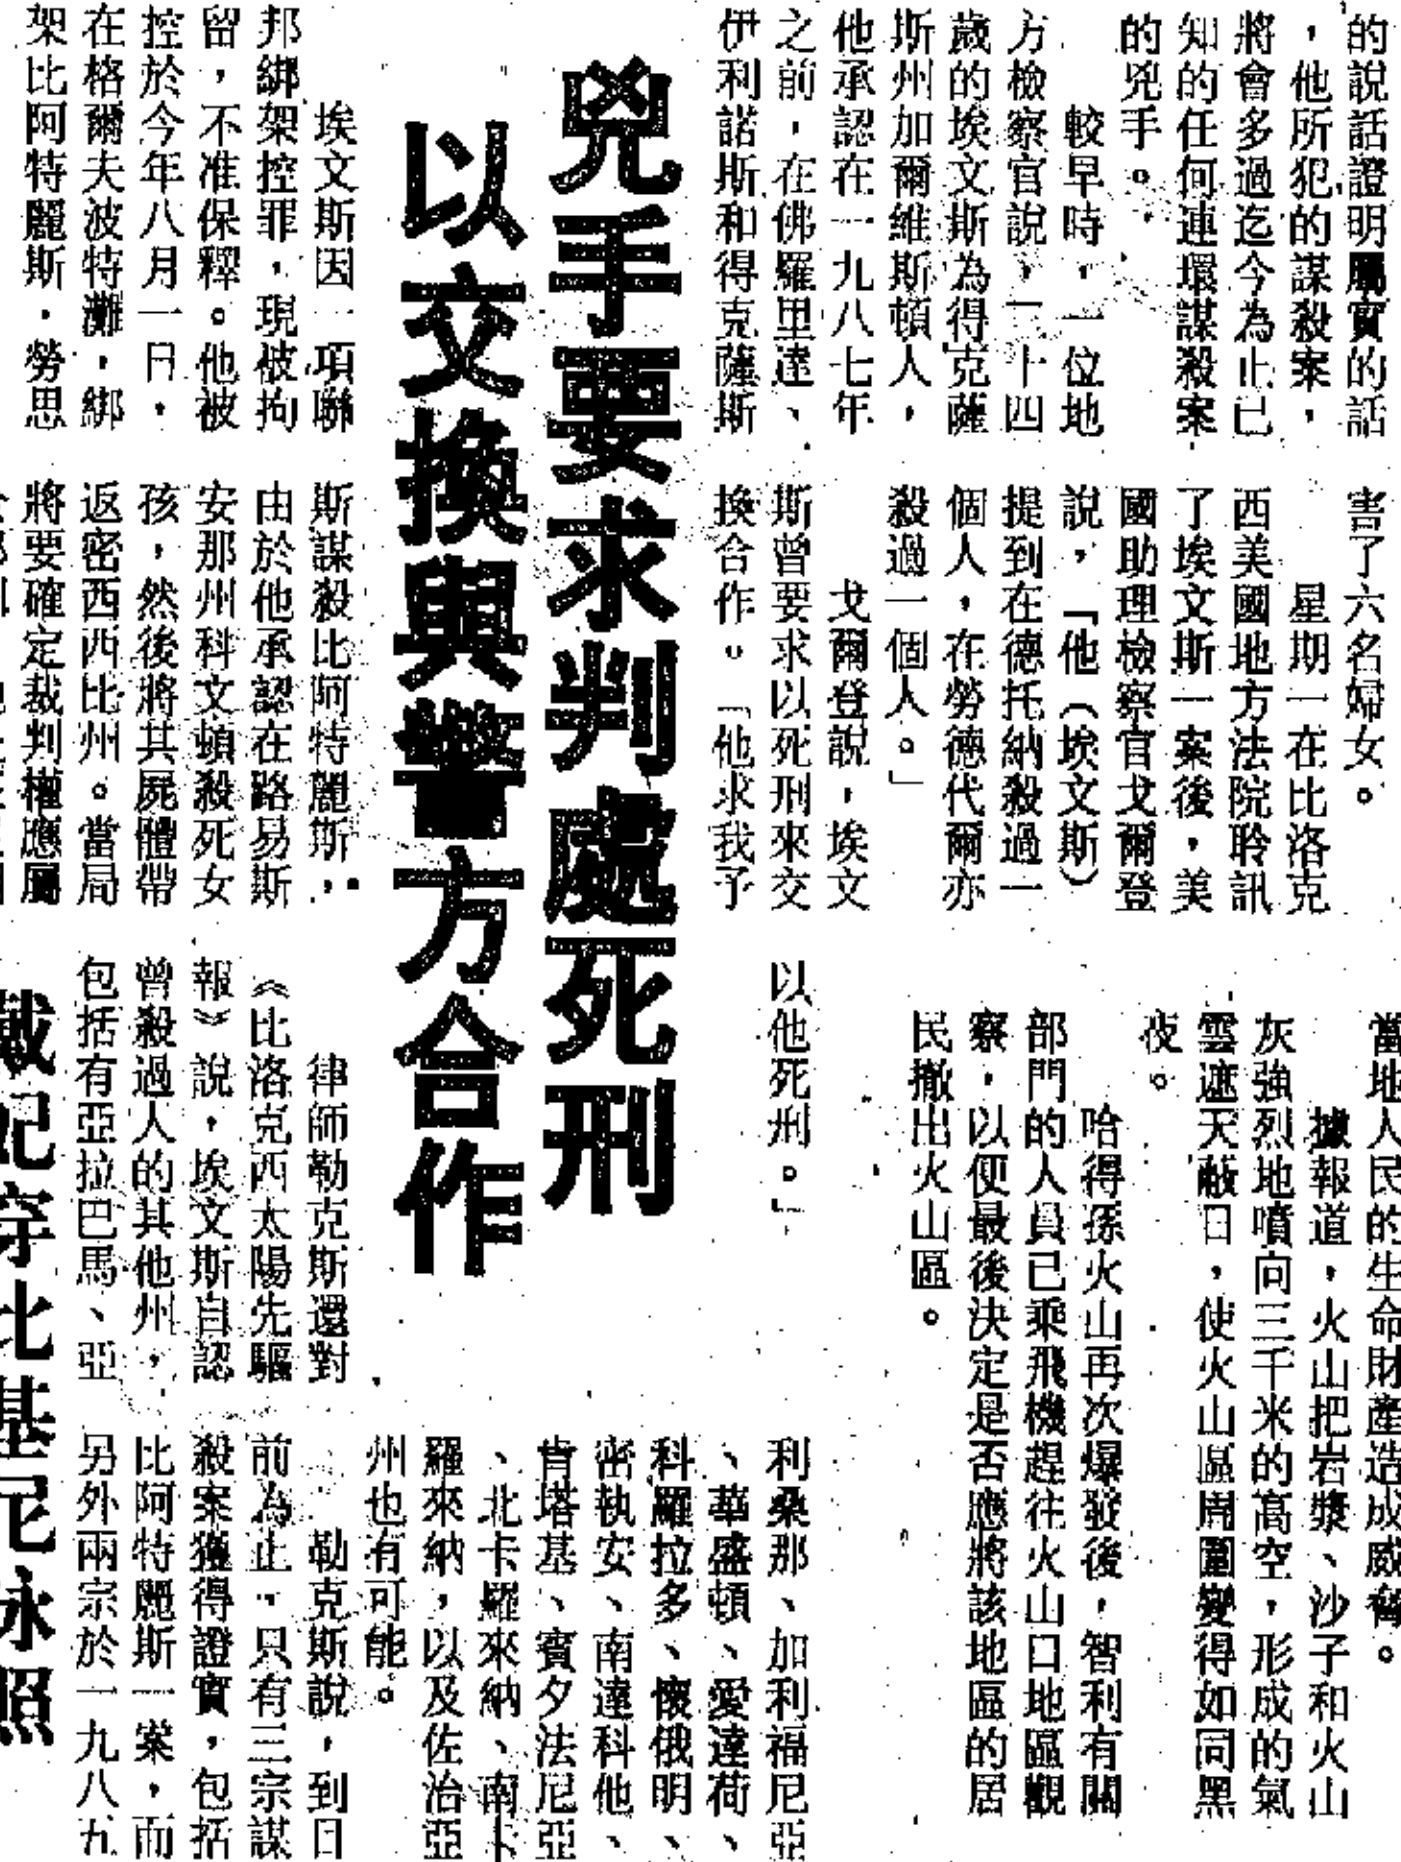 的說話證明屬實的話
，他所犯的謀殺案，
將會多過迄今為止已
知的任何連環謀殺案
的兇手。
較早時，一位地
方檢察官說，二十四
歲的埃文斯為得克薩
斯州加爾維斯頓人，
他承認在一九八七年
之前，在佛羅里達、
伊利諾斯和得克薩斯
害了六名婦女。
星期一在比洛克
西美國地方法院聆訊
了埃文斯一案後，美
國助理檢察官戈爾登
說，「他（埃文斯）
提到在德托納殺過一
個人，在勞德代爾亦
殺過一個人。」
戈爾登說，埃文
斯曾要求以死刑來交
換合作。「他求我予
以他死刑。」
兇手要求判處死刑
以交換與警方合作
埃文斯因一項聯
邦綁架控罪，現被拘
留，不准保釋。他被
控於今年八月一日，
在格爾夫波特灘，綁
架比阿特麗斯・勞思
斯謀殺比阿特麗斯，
由於他承認在路易斯
安那州科文頓殺死女
孩，然後將其屍體帶
返密西西比州。當局
將要確定裁判權應屬
律師勒克斯還對
《比洛克西太陽先驅
報》說，埃文斯自認
曾殺過人的其他州，
包括有亞拉巴馬、亞
利桑那、加利福尼亞
、華盛頓、愛達荷、
科羅拉多、懷俄明、
密執安、南達科他、
肯塔基、賓夕法尼亞
、北卡羅來納、南卡
羅來納，以及佐治亞
州也有可能。
勒克斯說，到目
前為止，只有三宗謀
殺案獲得證實，包括
比阿特麗斯一案，而
另外兩宗於一九八五
當地人民的生命財產造成威脅。
據報道，火山把岩漿、沙子和火山
灰強烈地噴向三千米的高空，形成的氣
雲遮天蔽日，使火山區周圍變得如同黑
夜。
哈得孫火山再次爆發後，智利有關
部門的人員已乘飛機趕往火山口地區觀
察，以便最後決定是否應將該地區的居
民撤出火山區。
戴妃穿比基尼泳照